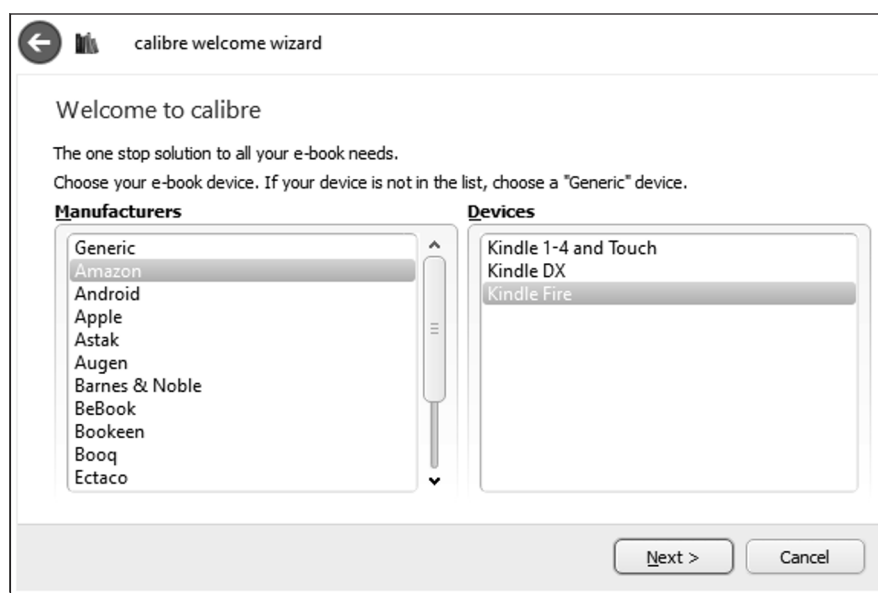 calibre welcome wizard
Welcome to calibre
The one stop solution to all your e-book needs.
Choose your e-book device. If your device is not in the list, choose a "Generic" device.
Manufacturers
Generic
Amazon
Android
Apple
Astak
Augen
Barnes & Noble
BeBook
Bookeen
Booq
Ectaco
Devices
Kindle 1-4 and Touch
Kindle DX
Kindle Fire
Next >
Cancel